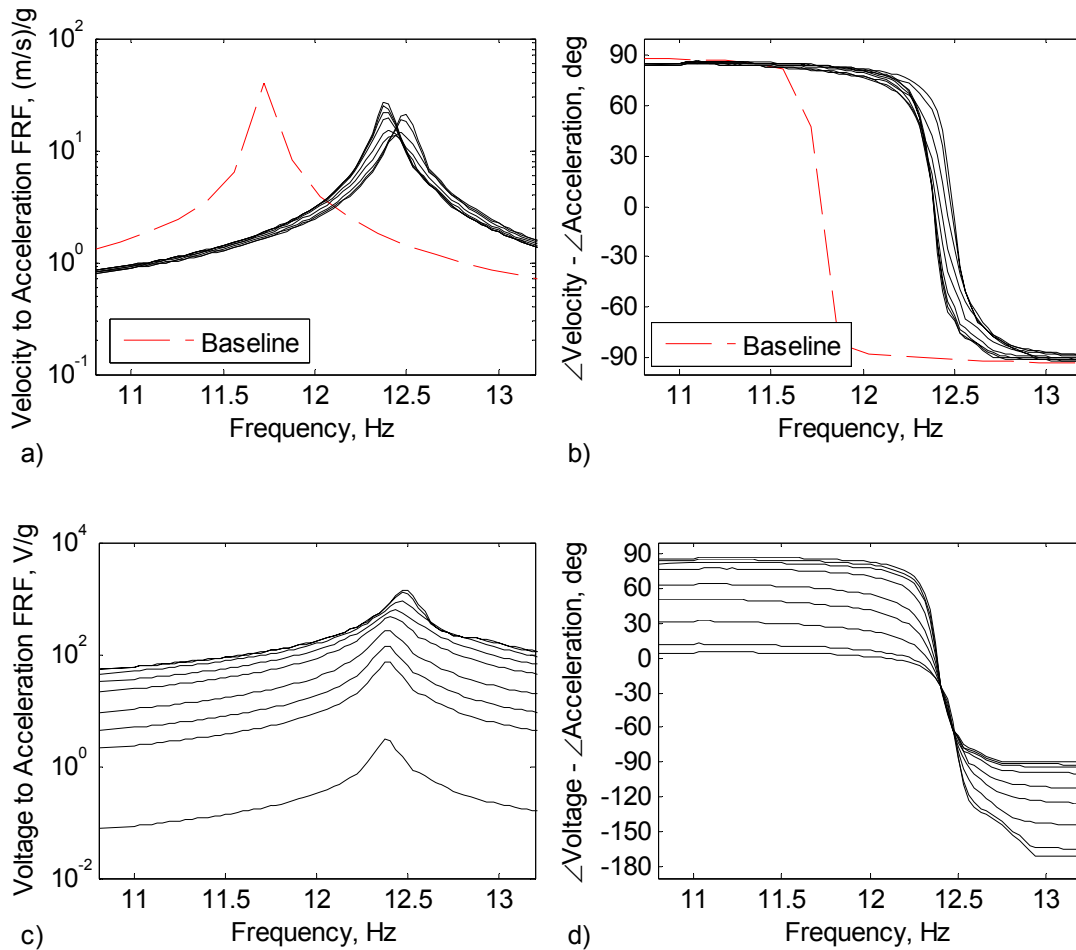 Velocity to Acceleration FRF, (m/s)/g
10^2
10^1
10^0
10^-1
Baseline
11 11.5 12 12.5 13
Frequency, Hz
a)
∠Velocity - ∠Acceleration, deg
90
60
30
0
-30
-60
-90
Baseline
11 11.5 12 12.5 13
Frequency, Hz
b)
Voltage to Acceleration FRF, V/g
10^4
10^2
10^0
10^-2
11 11.5 12 12.5 13
Frequency, Hz
c)
∠Voltage - ∠Acceleration, deg
90
60
30
0
-30
-60
-90
-120
-150
-180
11 11.5 12 12.5 13
Frequency, Hz
d)